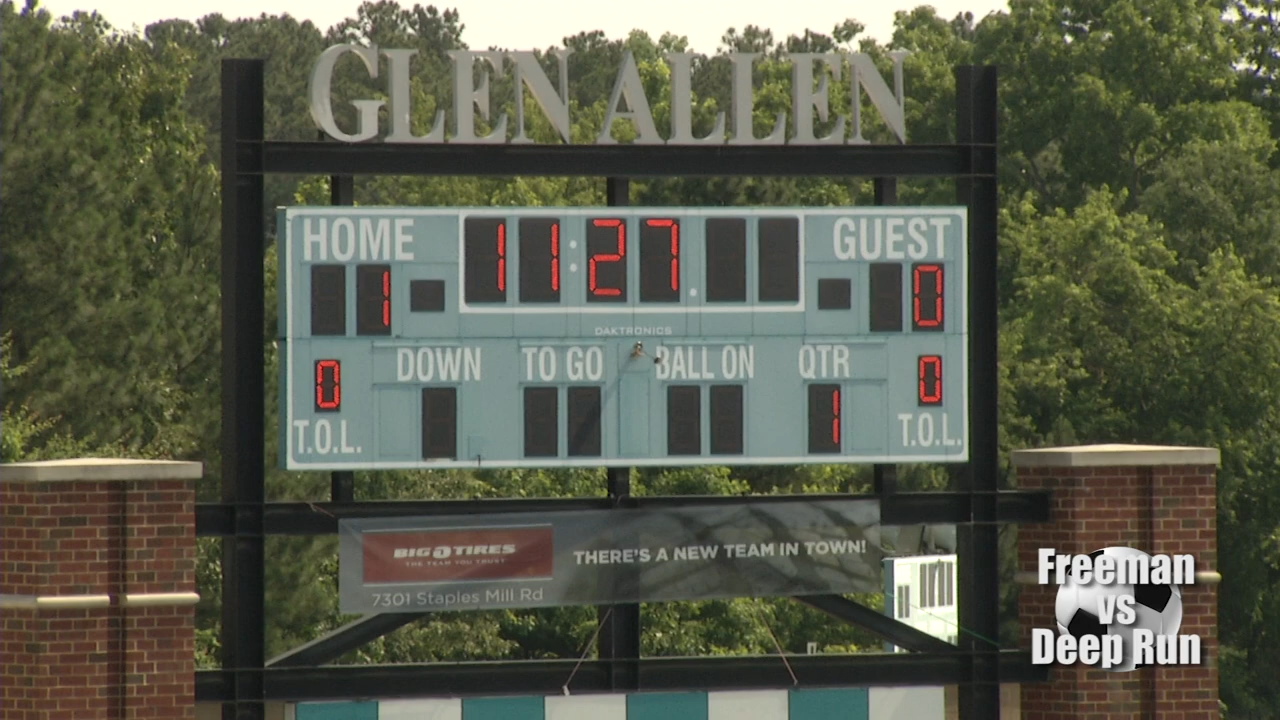 GLEN ALLEN
HOME 11:27 GUEST
1 0
DAKTRONICS
DOWN TO GO BALL ON QTR
0 1 0
T.O.L. T.O.L.
BIG O TIRES
THE TEAM YOU TRUST
THERE'S A NEW TEAM IN TOWN!
7301 Staples Mill Rd
Freeman
vs
Deep Run